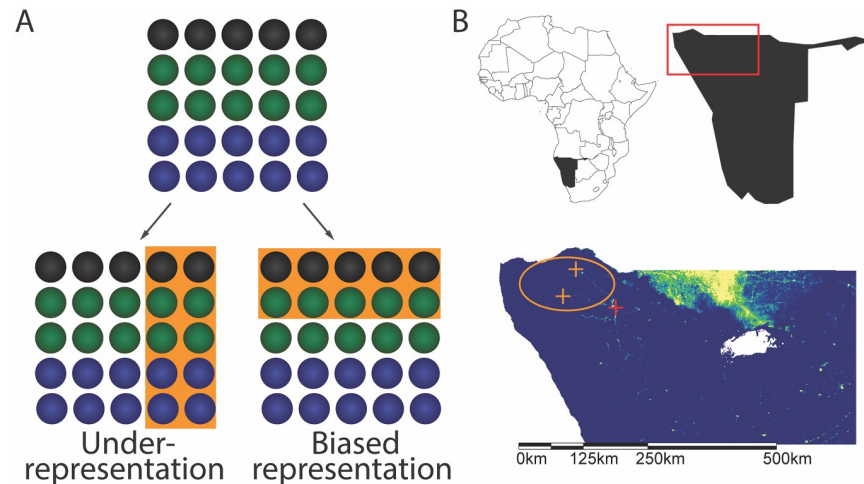 A
B
Under-
representation
Biased
representation
0km 125km 250km 500km